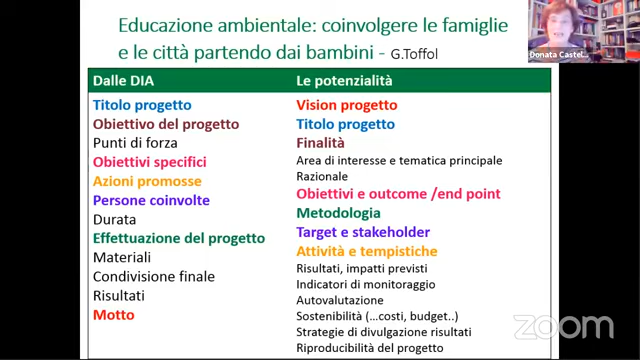 Educazione ambientale: coinvolgere le famiglie
e le città partendo dai bambini - G.Toffol
Donata Castel...
Dalle DIA
Titolo progetto
Obiettivo del progetto
Punti di forza
Obiettivi specifici
Azioni promosse
Persone coinvolte
Durata
Effettuazione del progetto
Materiali
Condivisione finale
Risultati
Motto
Le potenzialità
Vision progetto
Titolo progetto
Finalità
Area di interesse e tematica principale
Razionale
Obiettivi e outcome /end point
Metodologia
Target e stakeholder
Attività e tempistiche
Risultati, impatti previsti
Indicatori di monitoraggio
Autovalutazione
Sostenibilità (...costi, budget..)
Strategie di divulgazione risultati
Riproducibilità del progetto
zoom